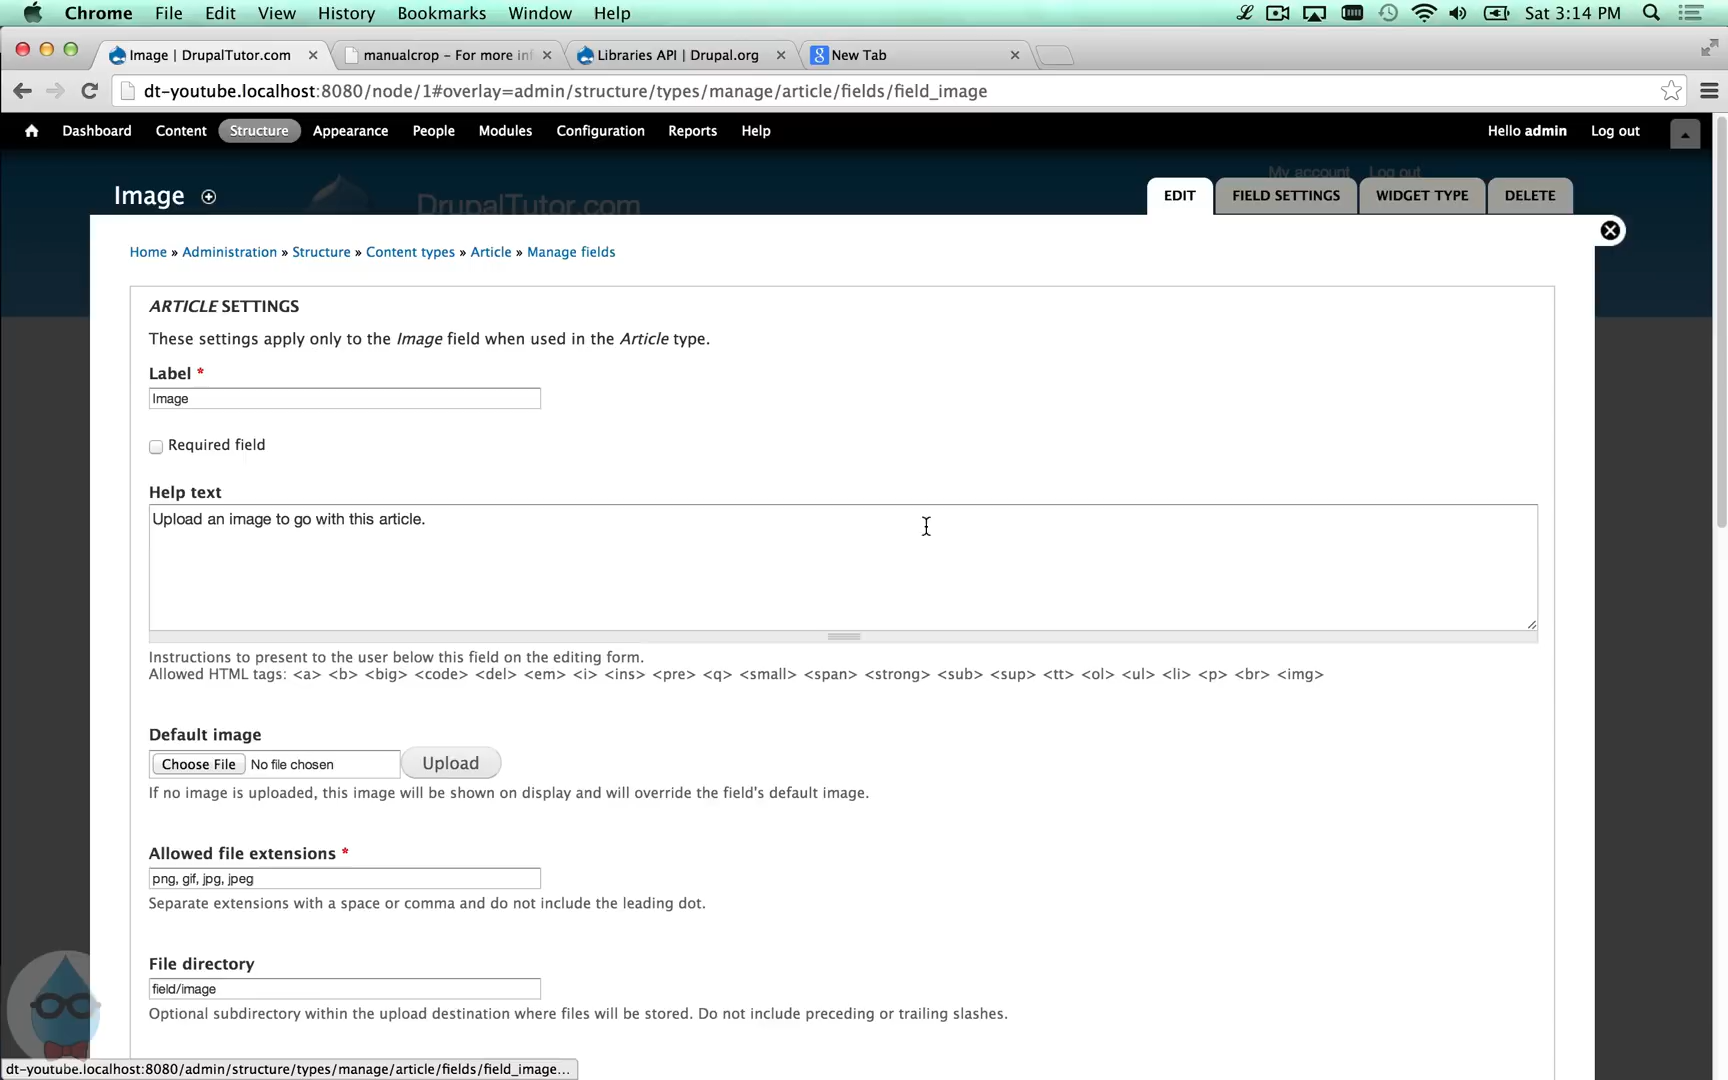 Chrome File Edit View History Bookmarks Window Help Sat 3:14 PM
Image | DrupalTutor.com manualcrop – For more inf Libraries API | Drupal.org New Tab
dt-youtube.localhost:8080/node/1#overlay=admin/structure/types/manage/article/fields/field_image
Dashboard Content Structure Appearance People Modules Configuration Reports Help Hello admin Log out
My account Log out
Image EDIT FIELD SETTINGS WIDGET TYPE DELETE
DrupalTutor.com
Home » Administration » Structure » Content types » Article » Manage fields
ARTICLE SETTINGS
These settings apply only to the Image field when used in the Article type.
Label *
Image
Required field
Help text
Upload an image to go with this article.
Instructions to present to the user below this field on the editing form.
Allowed HTML tags: <a> <b> <big> <code> <del> <em> <i> <ins> <pre> <q> <small> <span> <strong> <sub> <sup> <tt> <ol> <ul> <li> <p> <br> <img>
Default image
Choose File No file chosen Upload
If no image is uploaded, this image will be shown on display and will override the field's default image.
Allowed file extensions *
png, gif, jpg, jpeg
Separate extensions with a space or comma and do not include the leading dot.
File directory
field/image
Optional subdirectory within the upload destination where files will be stored. Do not include preceding or trailing slashes.
dt-youtube.localhost:8080/admin/structure/types/manage/article/fields/field_image...